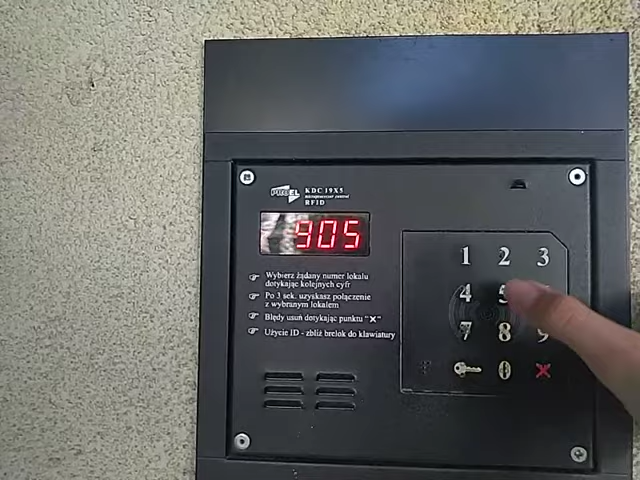 PROEL KDC 19X5
RFID
905
Wybierz żądany numer lokalu
dotykając kolejnych cyfr
Po 3 sek. uzyskasz połączenie
z wybranym lokalem
Błędy usuń dotykając punktu "X"
Użycie ID - zbliż brelok do klawiatury
1 2 3
4 5
7 8 9
0 X